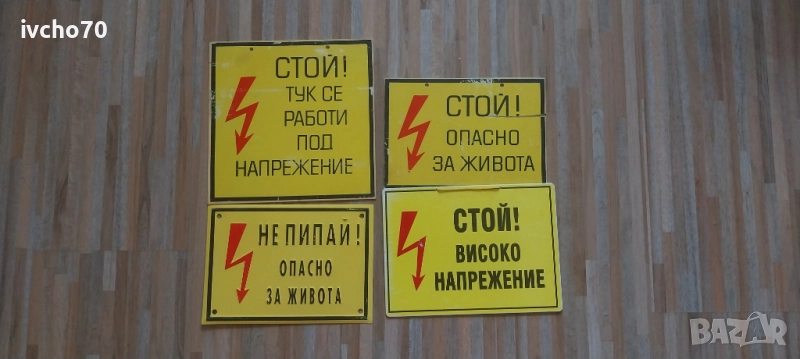 ivcho70
СТОЙ!
ТУК СЕ
РАБОТИ
ПОД
НАПРЕЖЕНИЕ
СТОЙ!
ОПАСНО
ЗА ЖИВОТА
НЕ ПИПАЙ!
ОПАСНО
ЗА ЖИВОТА
СТОЙ!
ВИСОКО
НАПРЕЖЕНИЕ
BAZAR